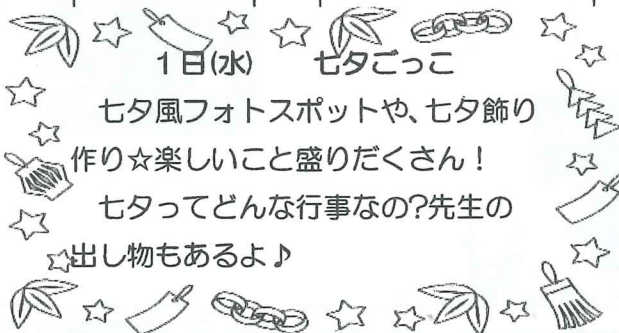 1日(水)　　七夕ごっこ
七夕風フォトスポットや、七夕飾り
作り☆楽しいこと盛りだくさん！
七夕ってどんな行事なの?先生の
出し物もあるよ♪